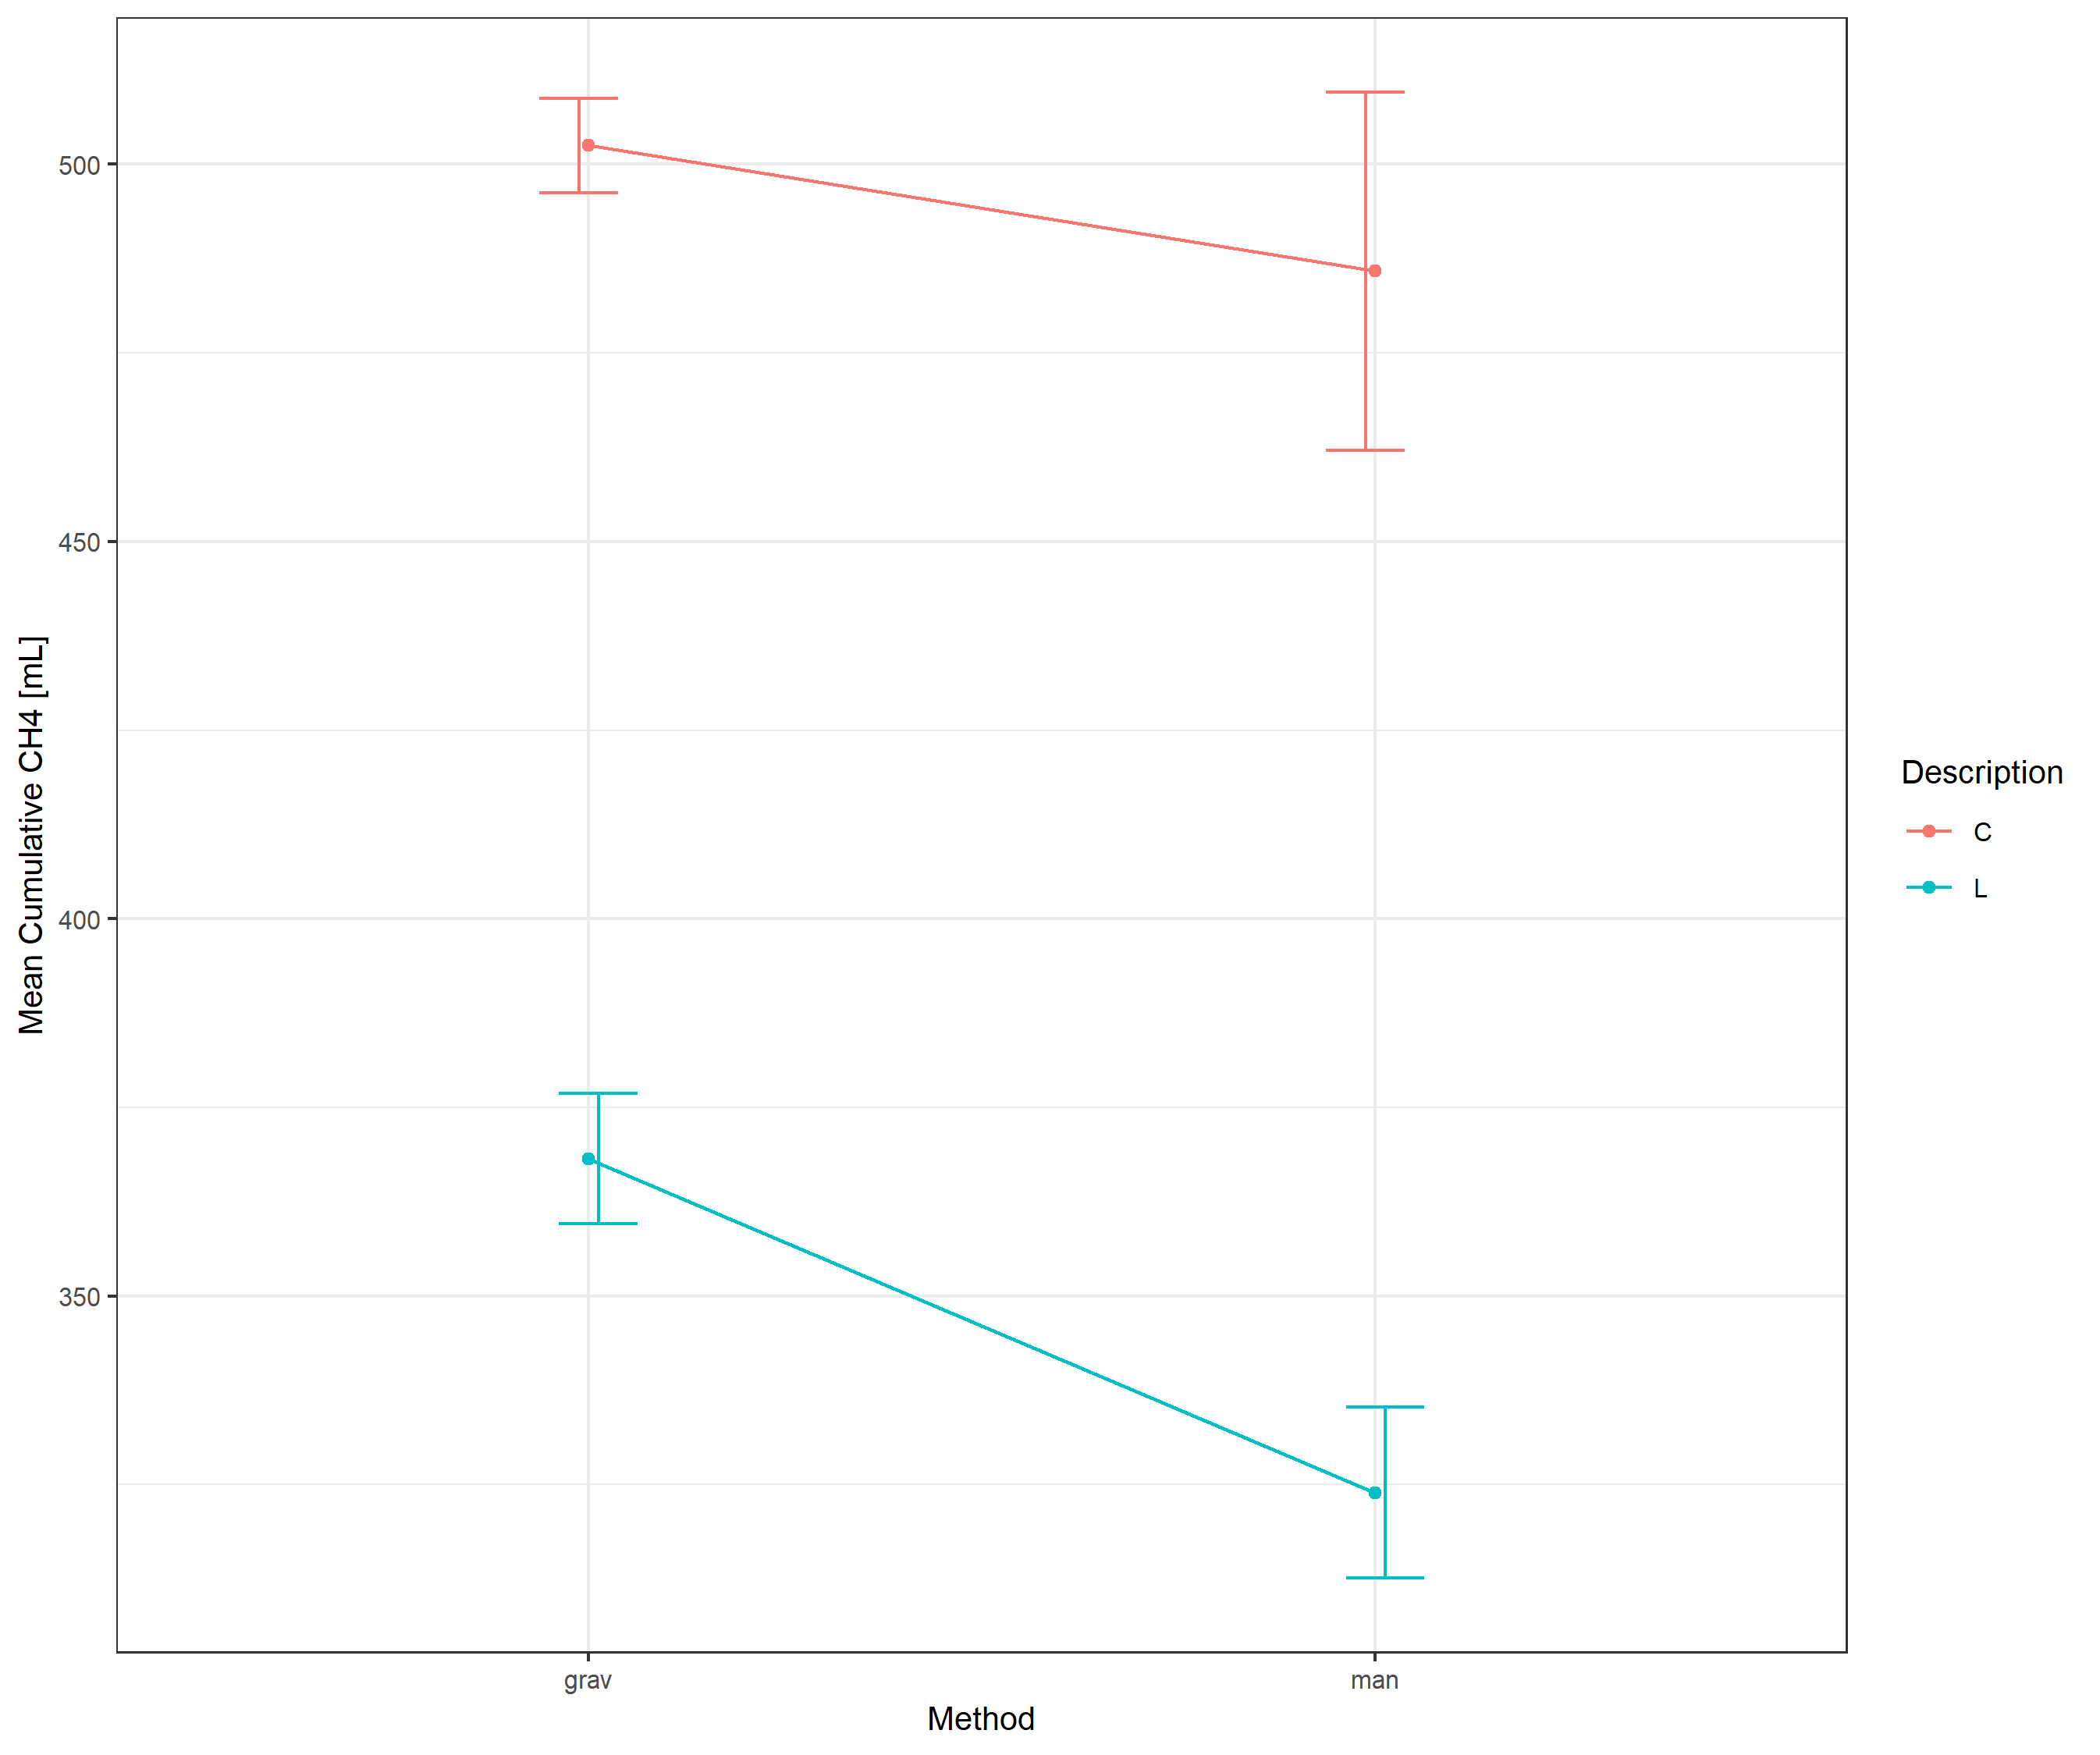 Mean Cumulative CH4 [mL]
500
450
400
350
grav
man
Method
Description
C
L